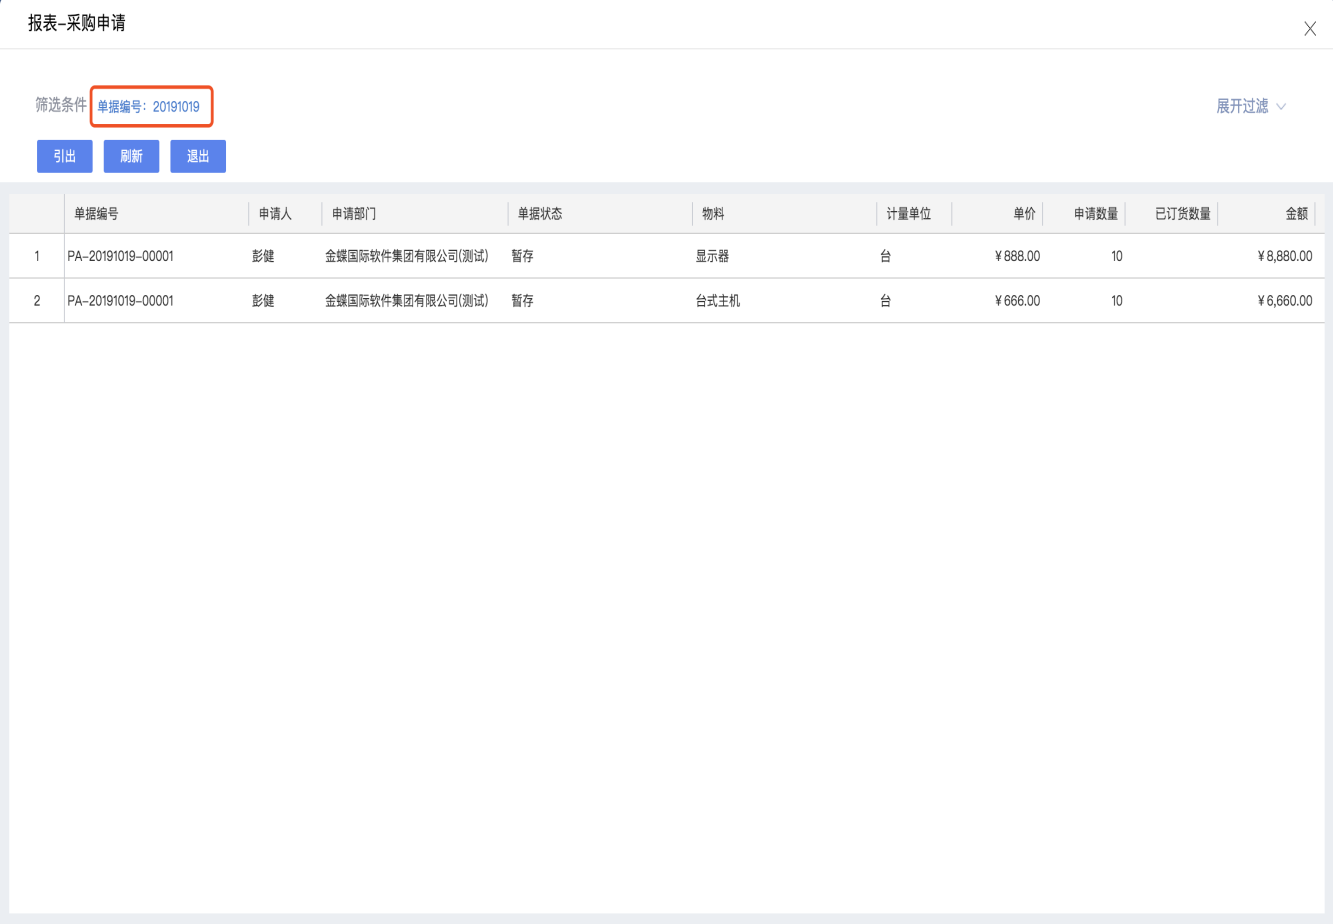 报表-采购申请
筛选条件 单据编号：20191019 展开过滤
引出 刷新 退出
单据编号 申请人 申请部门 单据状态 物料 计量单位 单价 申请数量 已订货数量 金额
1 PA-20191019-00001 彭健 金蝶国际软件集团有限公司(测试) 暂存 显示器 台 ¥888.00 10 ¥8,880.00
2 PA-20191019-00001 彭健 金蝶国际软件集团有限公司(测试) 暂存 台式主机 台 ¥666.00 10 ¥6,660.00